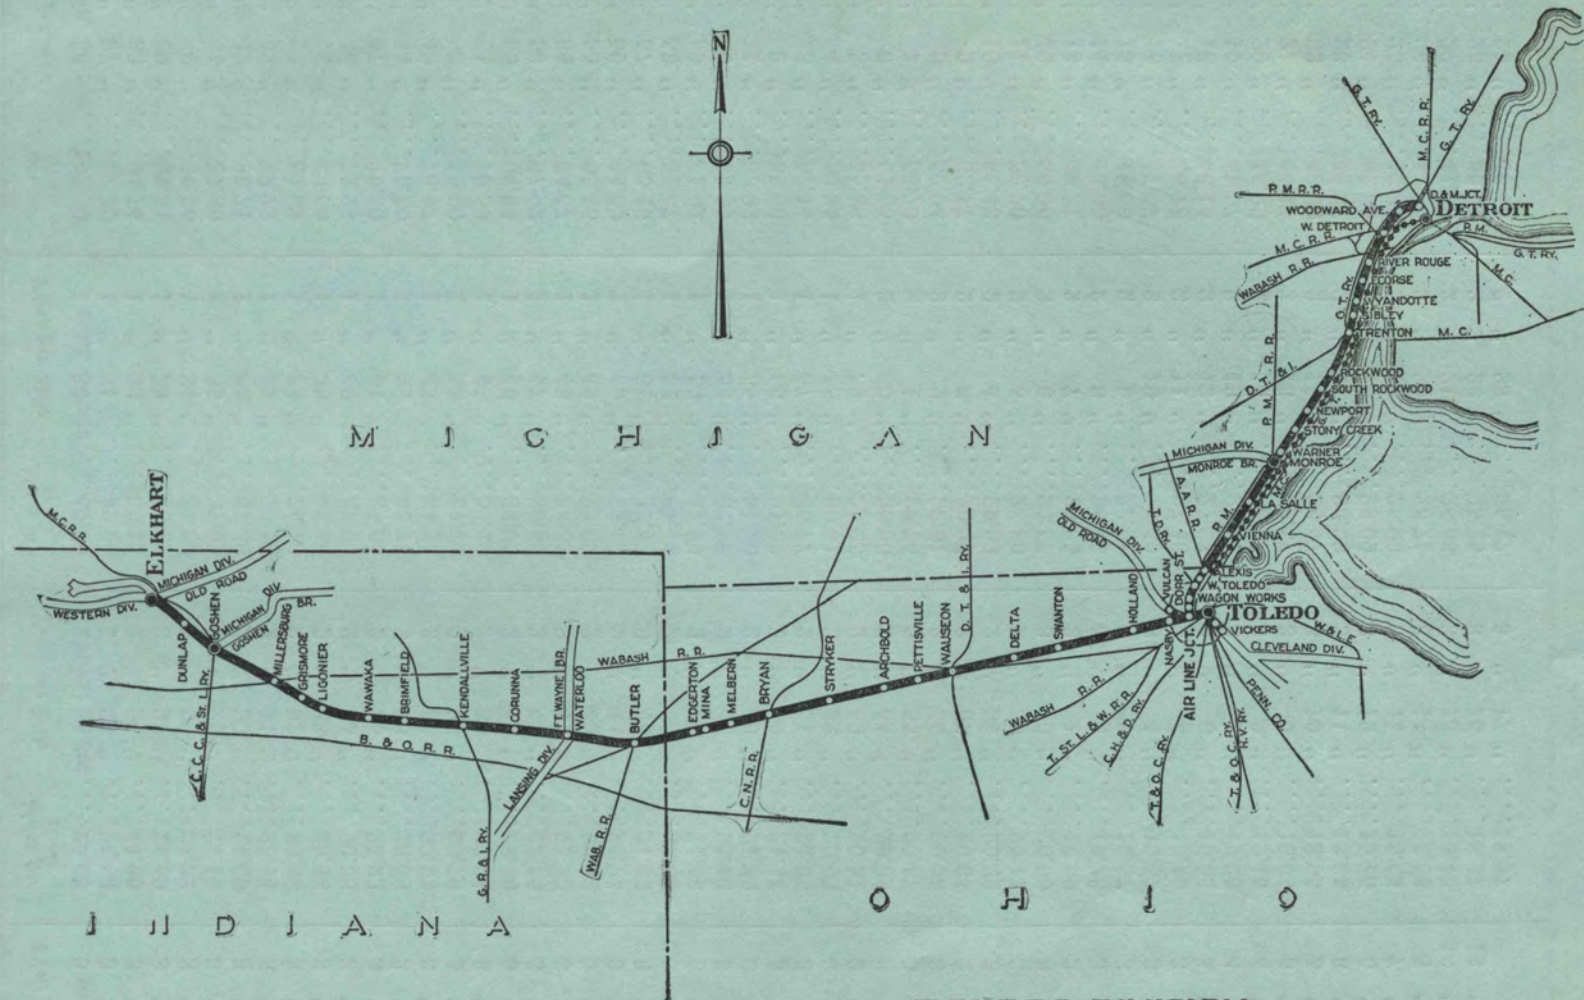 N
G. T. RY.
M. C. R. R.
G. T. RY.
P. M. R. R.
D. & M. JCT.
WOODWARD AVE.
DETROIT
W. DETROIT
P. M.
M. C. R. R.
G. T. RY.
WABASH R. R.
RIVER ROUGE
M. C.
ECORSE
T. RY.
WYANDOTTE
SIBLEY
TRENTON
M. C.
D. T. & I.
P. M. R. R.
ROCKWOOD
SOUTH ROCKWOOD
NEWPORT
STONY CREEK
MICHIGAN
MICHIGAN DIV.
MONROE BR.
WARNER
MONROE
A. A. R. R.
M. C.
LA SALLE
P. M.
VIENNA
MICHIGAN DIV.
OLD ROAD
T. T. RY.
ALEXIS
W. TOLEDO
WAGON WORKS
TOLEDO
VULCAN
DORR ST.
VICKERS
W. & L. E.
CLEVELAND DIV.
PENN. CO.
NASBY
AIR LINE JCT.
HOLLAND
SWANTON
DELTA
D. T. & I. RY.
WAUSEON
PETTISVILLE
ARCHBOLD
STRYKER
BRYAN
MELBERN
MINA
EDGERTON
BUTLER
WABASH R. R.
WATERLOO
FT. WAYNE BR.
CORUNNA
KENDALLVILLE
BRIMFIELD
WAWAKA
LIGONIER
GRISMORE
MILLERSBURG
GOSHEN
DUNLAP
ELKHART
M. C. R. R.
MICHIGAN DIV.
OLD ROAD
WESTERN DIV.
MICHIGAN DIV
GOSHEN BR.
C. C. C. & ST. L. RY.
B. & O. R. R.
G. R. & I. RY.
LANSING DIV.
WAB. R. R.
C. N. R. R.
WABASH R. R.
T. ST. L. & W. R. R.
C. H. & D. RY.
T. & O. C. RY.
T. & O. C. RY.
H. V. RY.
INDIANA
OHIO